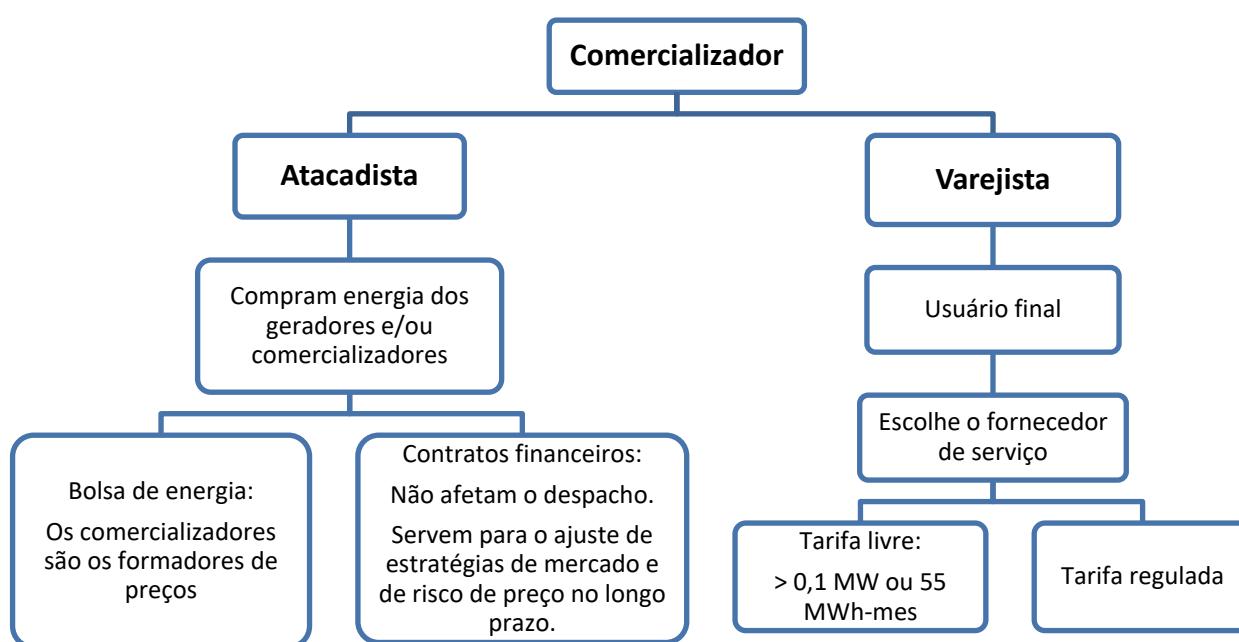 Comercializador
Atacadista
Varejista
Compram energia dos
geradores e/ou
comercializadores
Usuário final
Escolhe o fornecedor
de serviço
Bolsa de energia:
Os comercializadores
são os formadores de
preços
Contratos financeiros:
Não afetam o despacho.
Servem para o ajuste de
estratégias de mercado e
de risco de preço no longo
prazo.
Tarifa livre:
> 0,1 MW ou 55
MWh-mes
Tarifa regulada